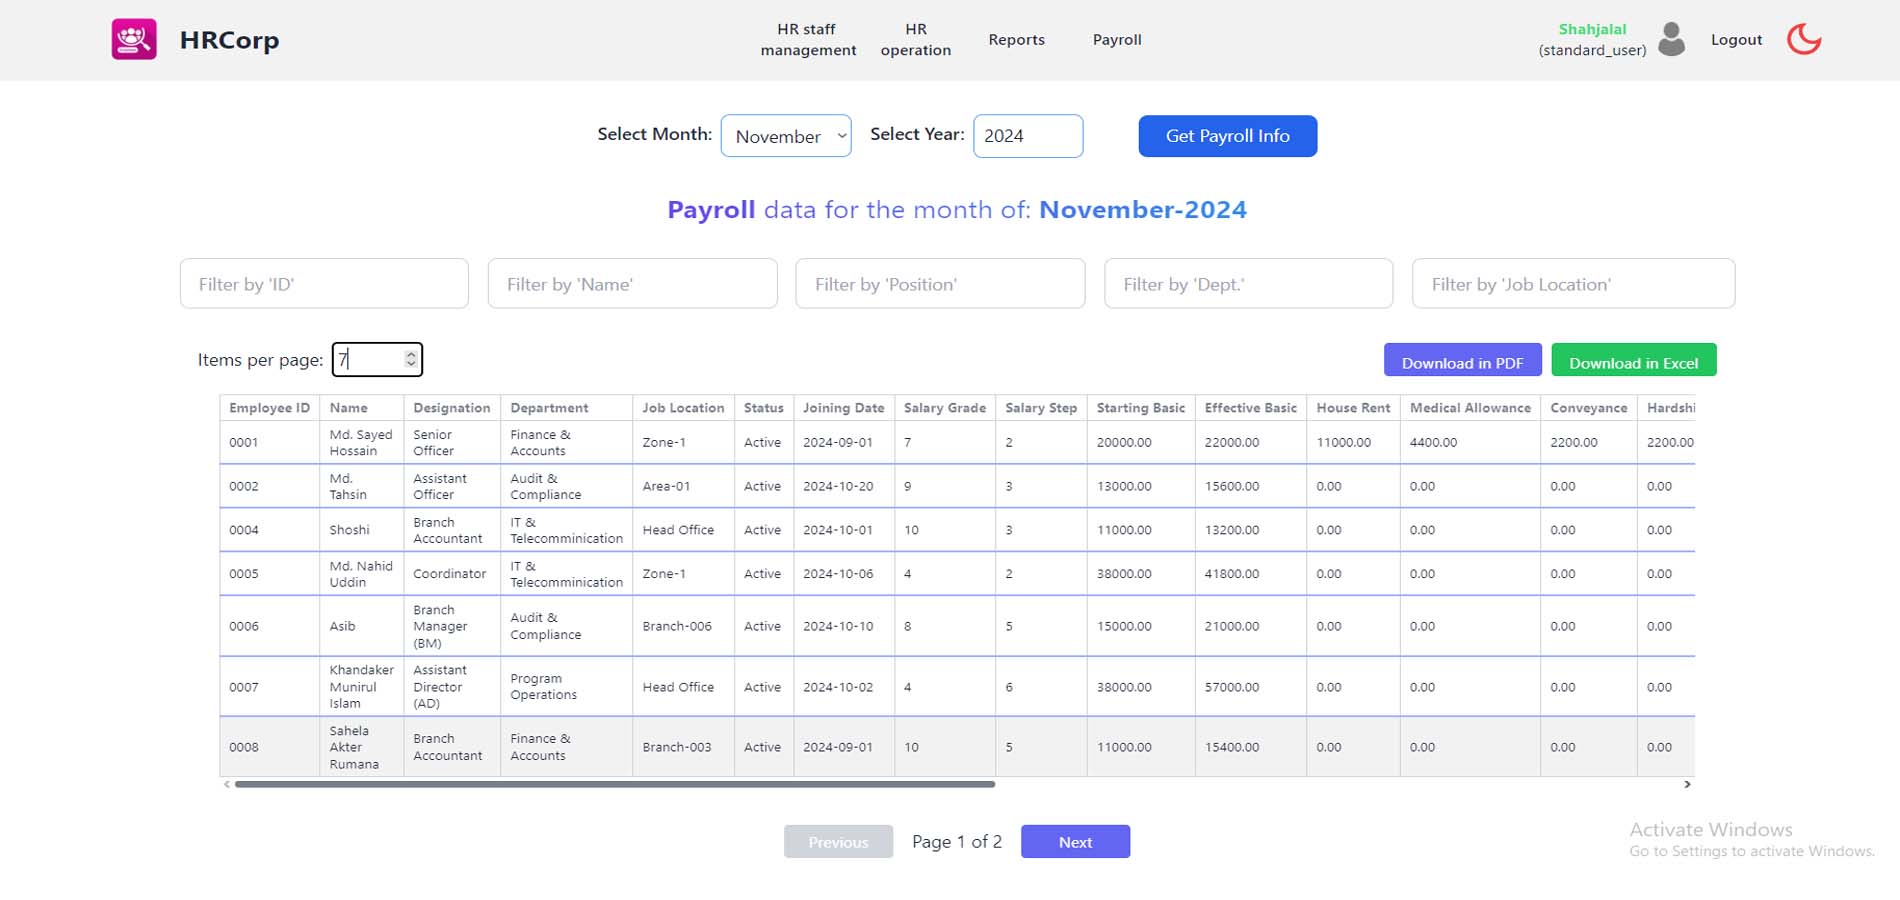 HRCorp
HR staff management
HR operation
Reports
Payroll
Shahjalal
(standard_user)
Logout
Select Month: November
Select Year: 2024
Get Payroll Info
Payroll data for the month of: November-2024
Filter by 'ID'
Filter by 'Name'
Filter by 'Position'
Filter by 'Dept.'
Filter by 'Job Location'
Items per page: 7
Download in PDF
Download in Excel
Employee ID Name Designation Department Job Location Status Joining Date Salary Grade Salary Step Starting Basic Effective Basic House Rent Medical Allowance Conveyance Hardshi
0001 Md. Sayed Hossain Senior Officer Finance & Accounts Zone-1 Active 2024-09-01 7 2 20000.00 22000.00 11000.00 4400.00 2200.00 2200.00
0002 Md. Tahsin Assistant Officer Audit & Compliance Area-01 Active 2024-10-20 9 3 13000.00 15600.00 0.00 0.00 0.00 0.00
0004 Shoshi Branch Accountant IT & Telecomminication Head Office Active 2024-10-01 10 3 11000.00 13200.00 0.00 0.00 0.00 0.00
0005 Md. Nahid Uddin Coordinator IT & Telecomminication Zone-1 Active 2024-10-06 4 2 38000.00 41800.00 0.00 0.00 0.00 0.00
0006 Asib Branch Manager (BM) Audit & Compliance Branch-006 Active 2024-10-10 8 5 15000.00 21000.00 0.00 0.00 0.00 0.00
0007 Khandaker Munirul Islam Assistant Director (AD) Program Operations Head Office Active 2024-10-02 4 6 38000.00 57000.00 0.00 0.00 0.00 0.00
0008 Sahela Akter Rumana Branch Accountant Finance & Accounts Branch-003 Active 2024-09-01 10 5 11000.00 15400.00 0.00 0.00 0.00 0.00
Previous
Page 1 of 2
Next
Activate Windows
Go to Settings to activate Windows.